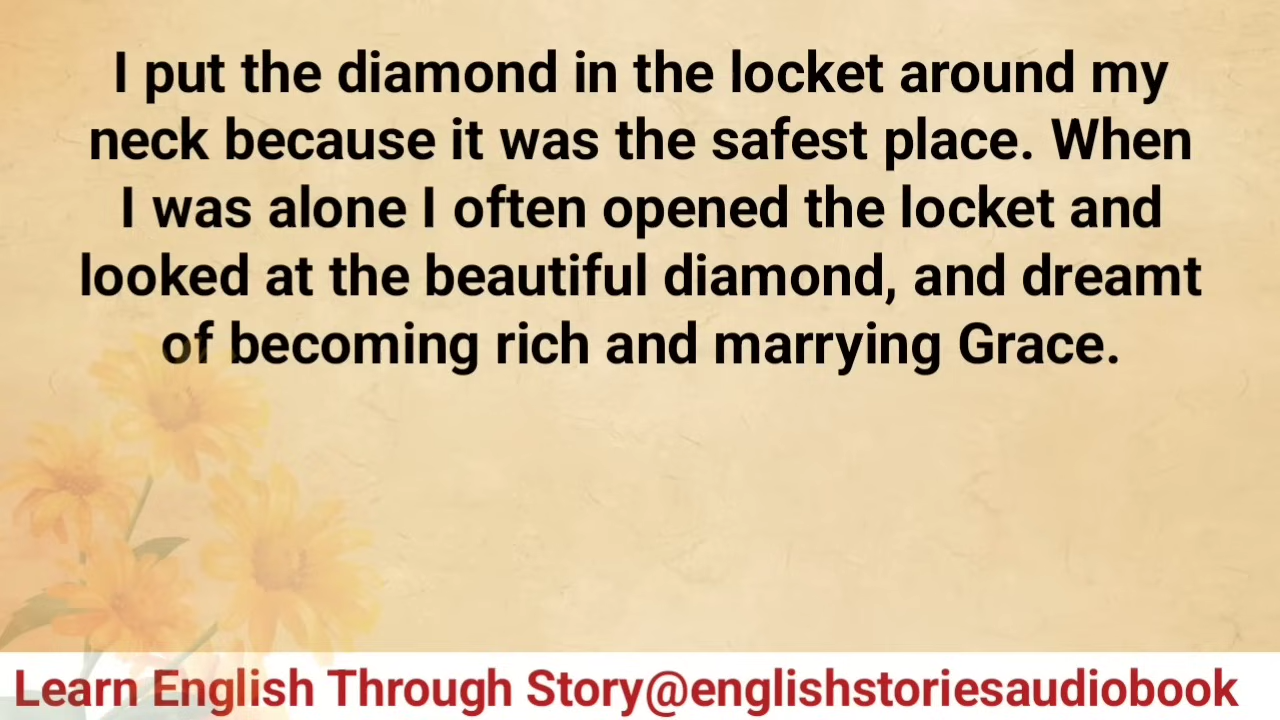 I put the diamond in the locket around my
neck because it was the safest place. When
I was alone I often opened the locket and
looked at the beautiful diamond, and dreamt
of becoming rich and marrying Grace.
Learn English Through Story@englishstoriesaudiobook